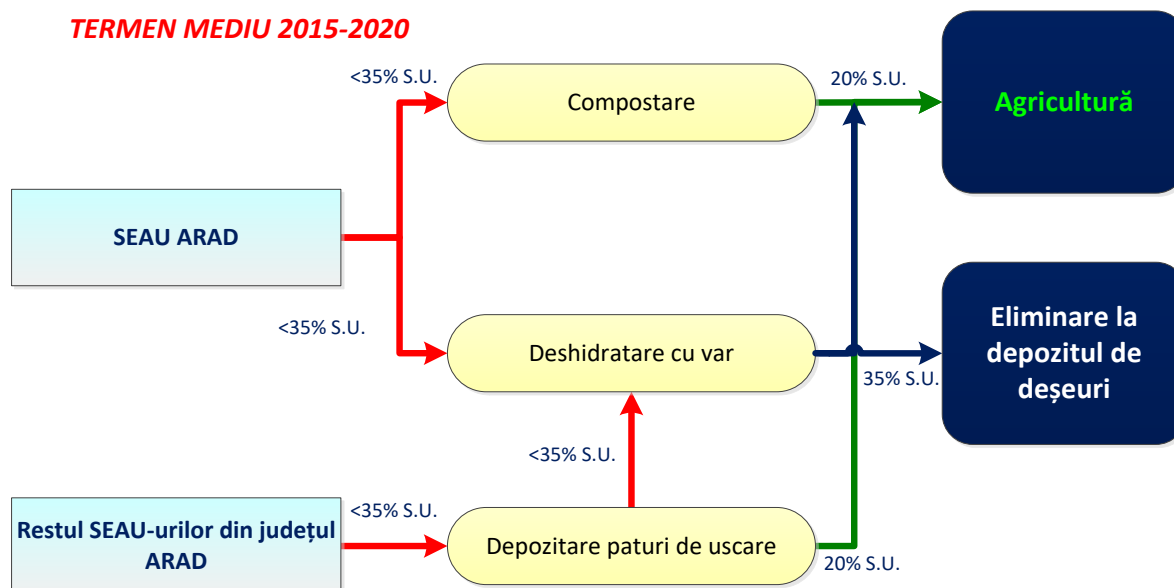 TERMEN MEDIU 2015-2020
<35% S.U.
Compostare
20% S.U.
Agricultură
SEAU ARAD
<35% S.U.
Deshidratare cu var
35% S.U.
Eliminare la
depozitul de
deșeuri
<35% S.U.
Restul SEAU-urilor din județul
ARAD
<35% S.U.
Depozitare paturi de uscare
20% S.U.